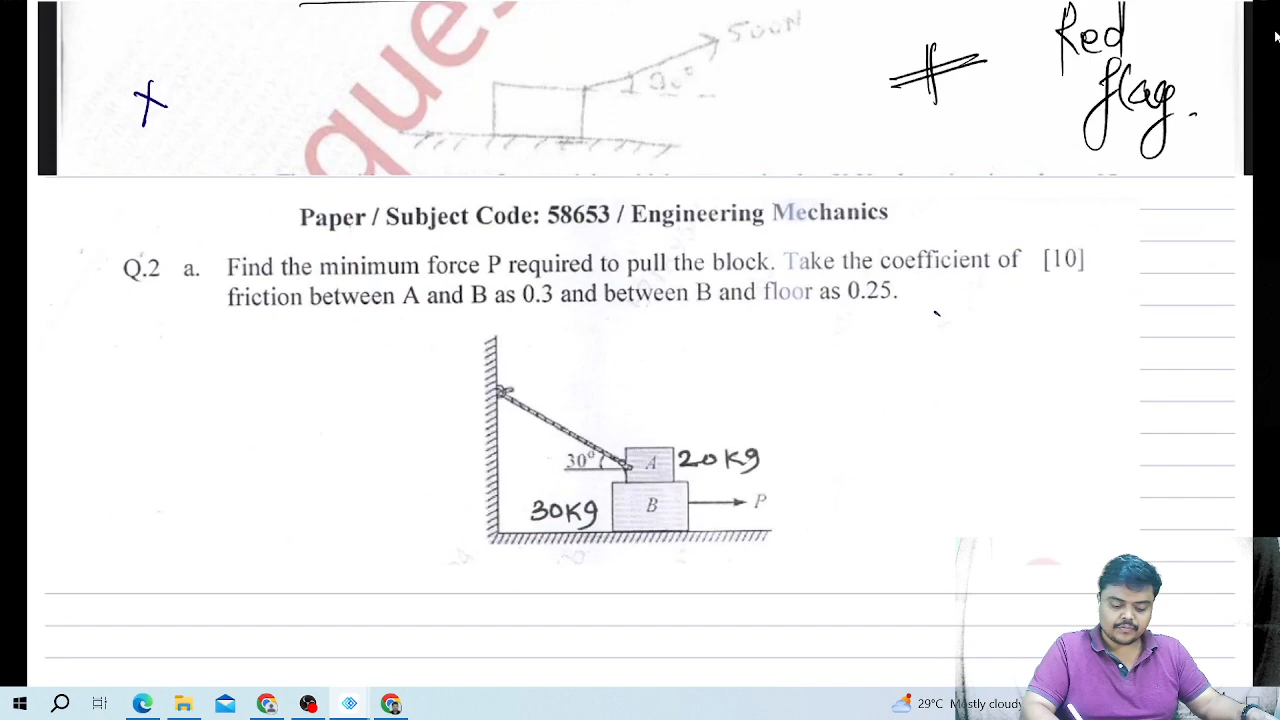 500N
30°
Red
flag.
ques
Paper / Subject Code: 58653 / Engineering Mechanics
Q.2 a. Find the minimum force P required to pull the block. Take the coefficient of [10]
friction between A and B as 0.3 and between B and floor as 0.25.
30°
A
20Kg
30Kg
B
P
29°C Mostly cloudy